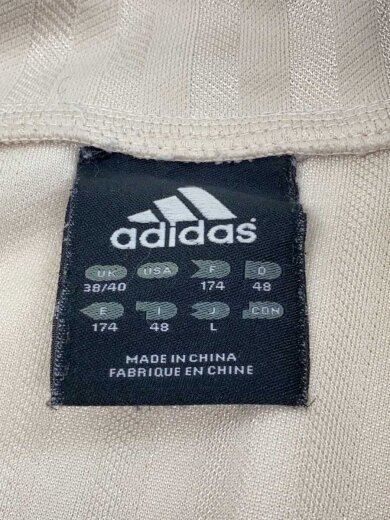 adidas
UK USA F D
38/40 174 48
E I J CDN
174 48 L
MADE IN CHINA
FABRIQUE EN CHINE